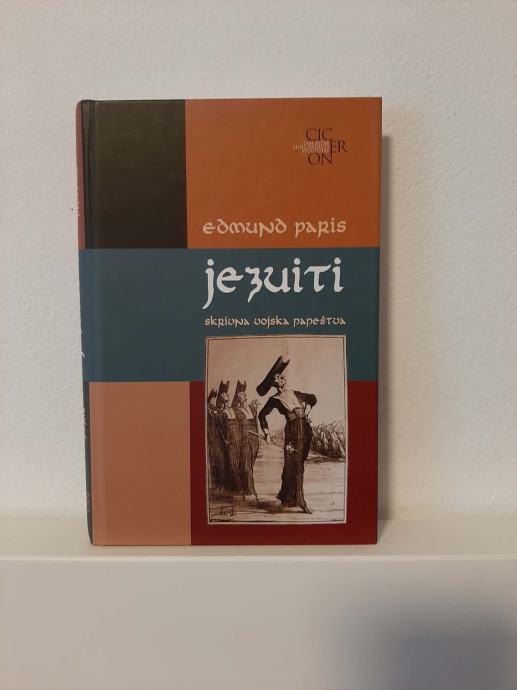 CIC
ER
ON
EDMUND PARIS
jezuiti
SKRIVNA VOJSKA PAPEŠTVA